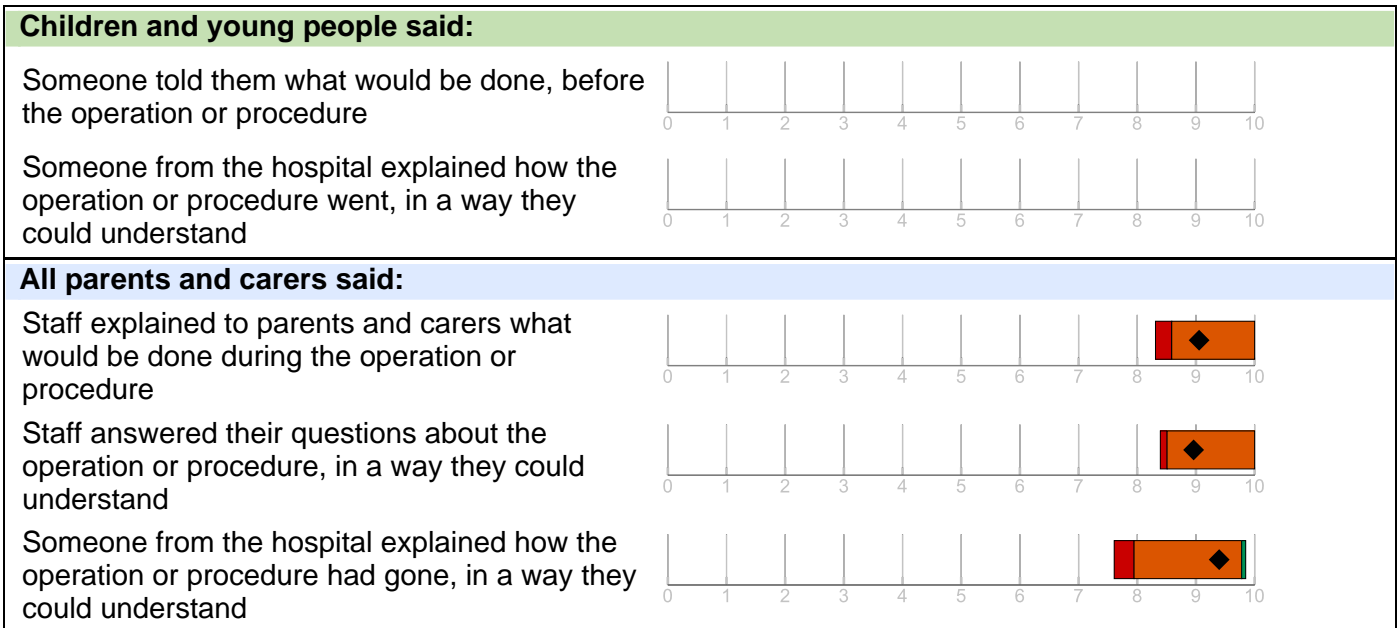 Children and young people said:
Someone told them what would be done, before
the operation or procedure
0 1 2 3 4 5 6 7 8 9 10
Someone from the hospital explained how the
operation or procedure went, in a way they
could understand
0 1 2 3 4 5 6 7 8 9 10
All parents and carers said:
Staff explained to parents and carers what
would be done during the operation or
procedure
0 1 2 3 4 5 6 7 8 9 10
Staff answered their questions about the
operation or procedure, in a way they could
understand
0 1 2 3 4 5 6 7 8 9 10
Someone from the hospital explained how the
operation or procedure had gone, in a way they
could understand
0 1 2 3 4 5 6 7 8 9 10